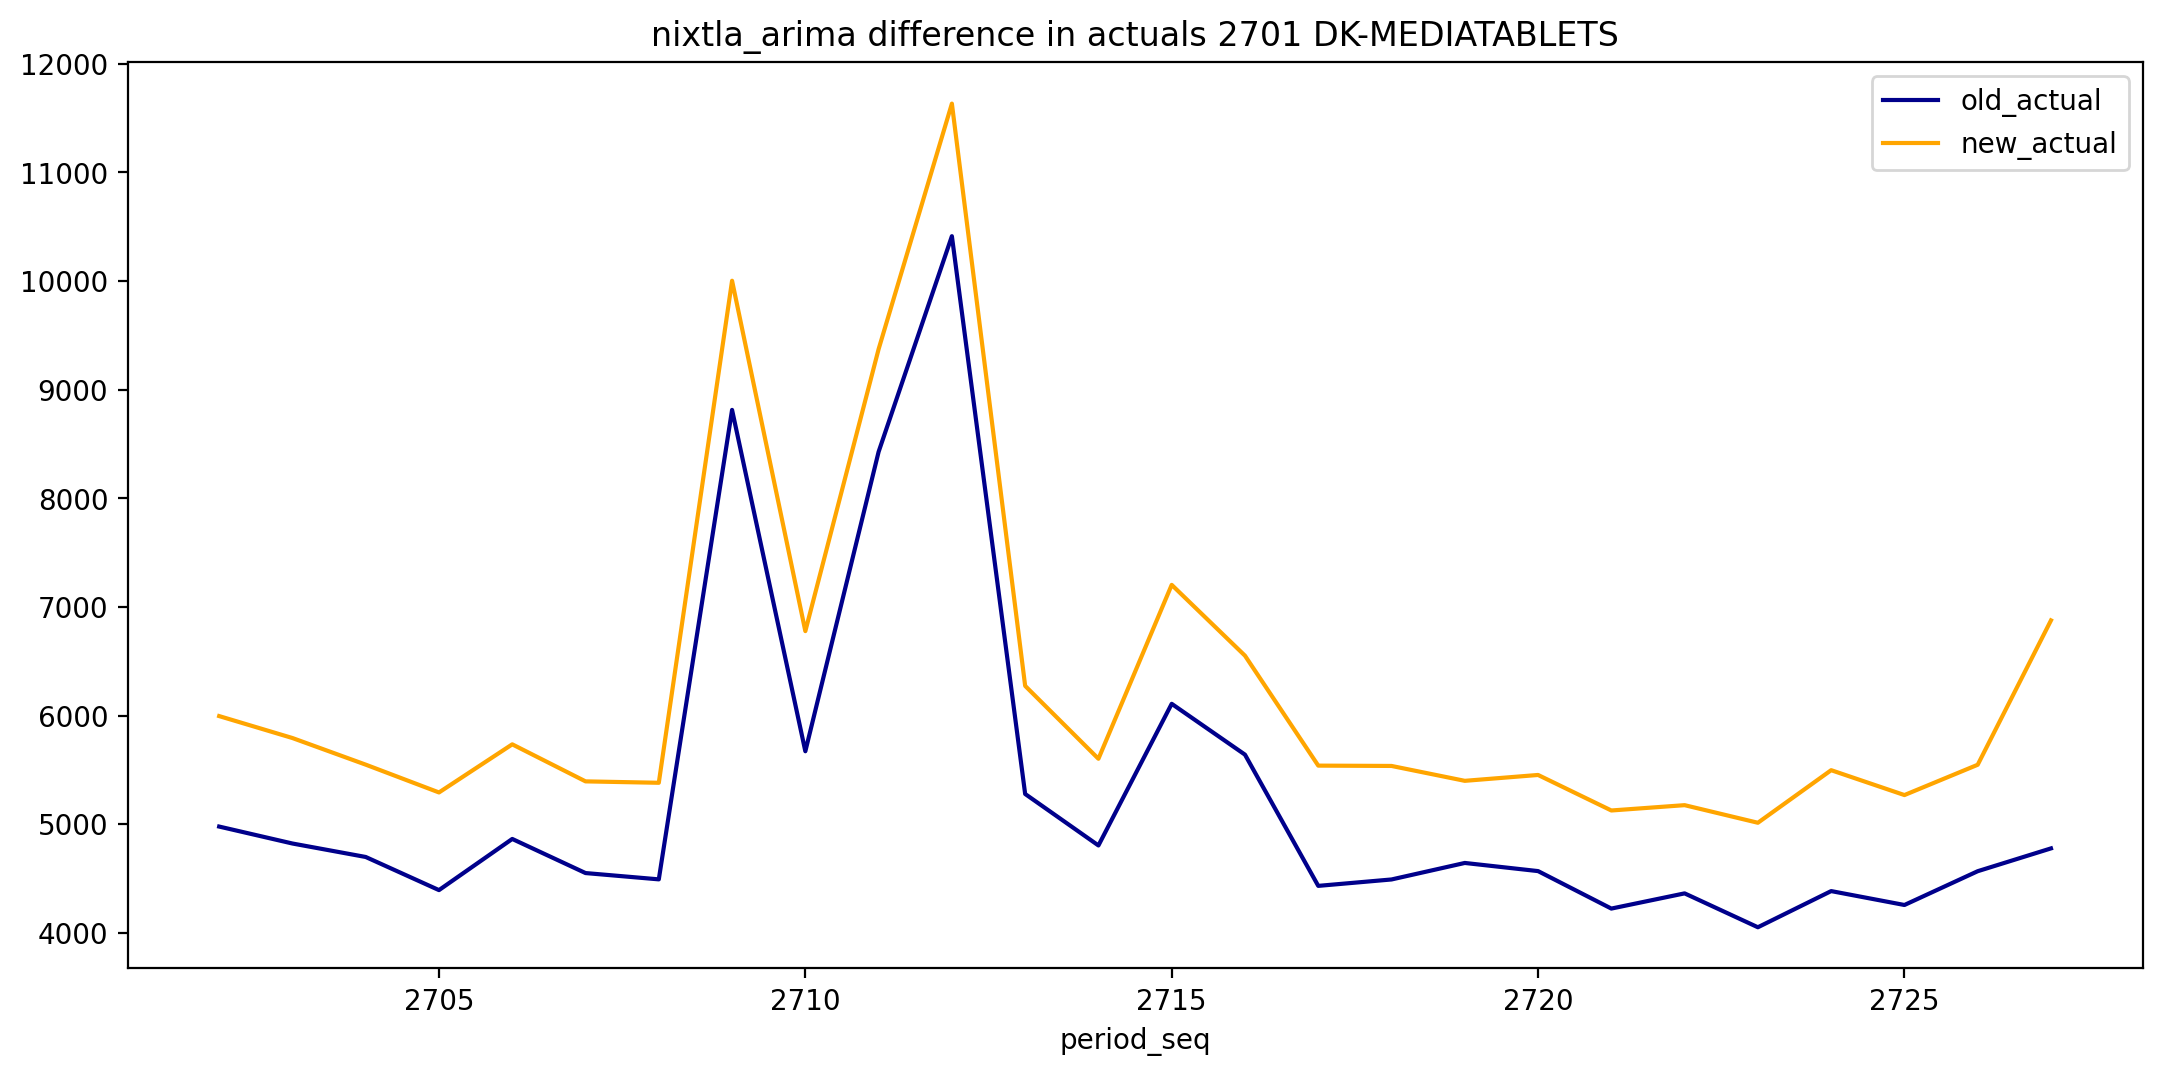 nixtla_arima difference in actuals 2701 DK-MEDIATABLETS
12000
11000
10000
9000
8000
7000
6000
5000
4000
old_actual
new_actual
2705 2710 2715 2720 2725
period_seq